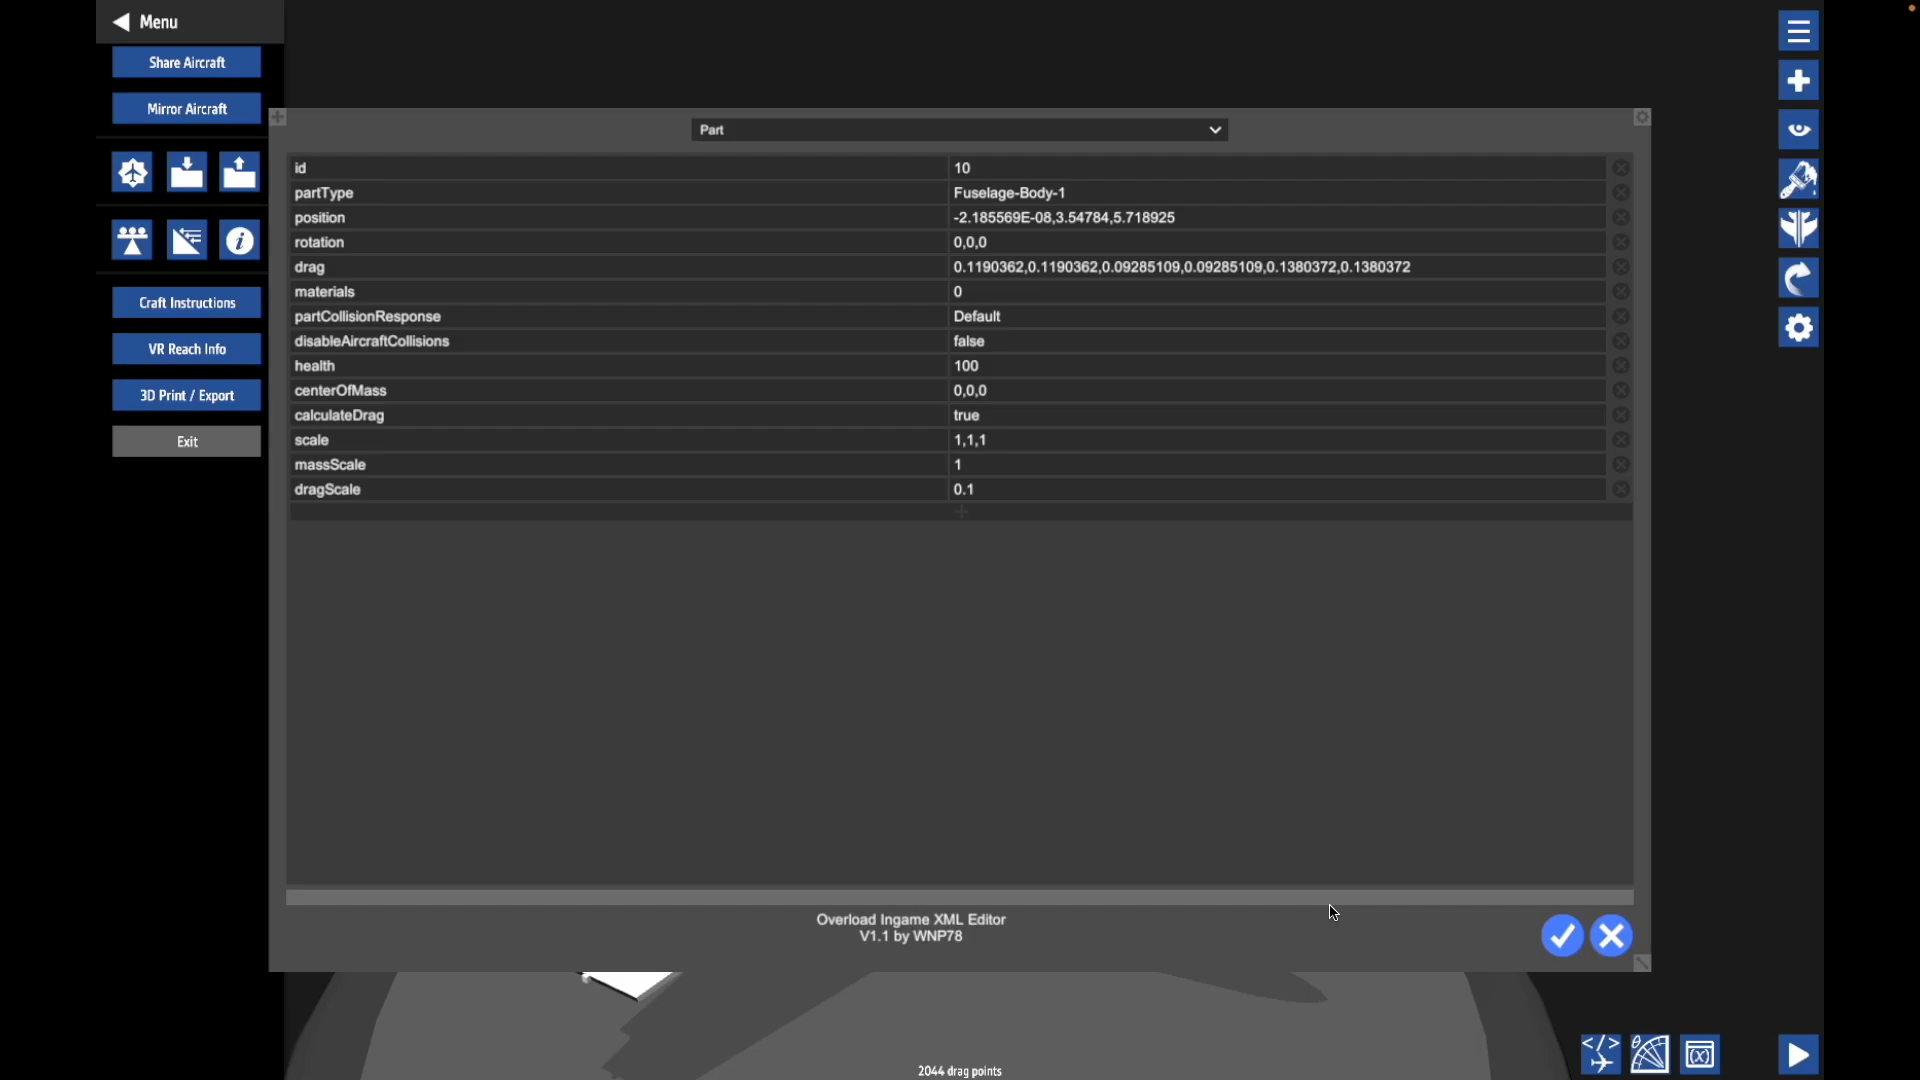 Menu
Share Aircraft
Mirror Aircraft
Craft Instructions
VR Reach Info
3D Print / Export
Exit
Part
id 10
partType Fuselage-Body-1
position -2.185569E-08,3.54784,5.718925
rotation 0,0,0
drag 0.1190362,0.1190362,0.09285109,0.09285109,0.1380372,0.1380372
materials 0
partCollisionResponse Default
disableAircraftCollisions false
health 100
centerOfMass 0,0,0
calculateDrag true
scale 1,1,1
massScale 1
dragScale 0.1
Overload Ingame XML Editor
V1.1 by WNP78
</>
(x)
2044 drag points